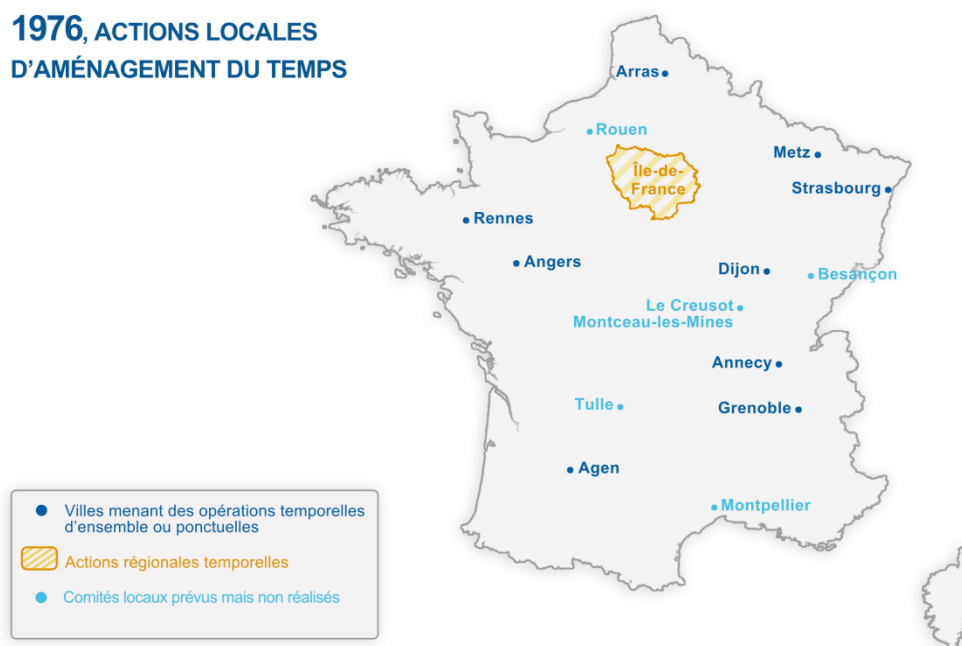 1976, ACTIONS LOCALES
D'AMÉNAGEMENT DU TEMPS
Arras
Rouen
Metz
Île-de-
France
Strasbourg
Rennes
Angers
Dijon
Besançon
Le Creusot
Montceau-les-Mines
Annecy
Tulle
Grenoble
Agen
Montpellier
Villes menant des opérations temporelles
d'ensemble ou ponctuelles
Actions régionales temporelles
Comités locaux prévus mais non réalisés